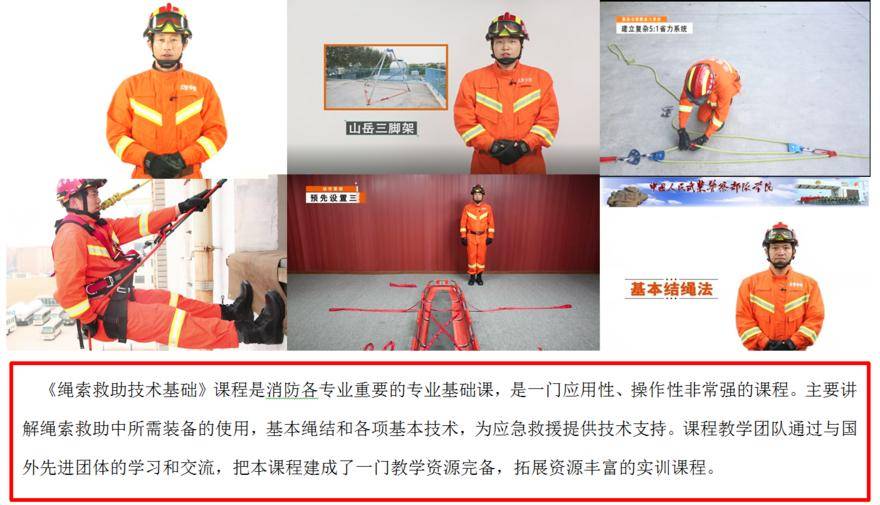 山岳三脚架
建立复杂5:1省力系统
预先设置三
中国人民武装警察部队学院
基本结绳法
《绳索救助技术基础》课程是消防各专业重要的专业基础课，是一门应用性、操作性非常强的课程。主要讲
解绳索救助中所需装备的使用，基本绳结和各项基本技术，为应急救援提供技术支持。课程教学团队通过与国
外先进团体的学习和交流，把本课程建成了一门教学资源完备，拓展资源丰富的实训课程。